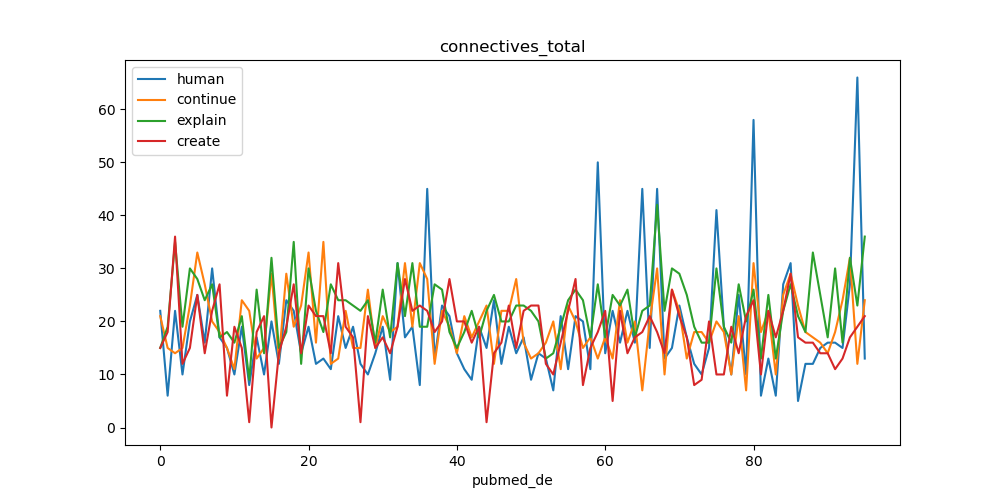 connectives_total
human
continue
explain
create
60
50
40
30
20
10
0
0 20 40 60 80
pubmed_de